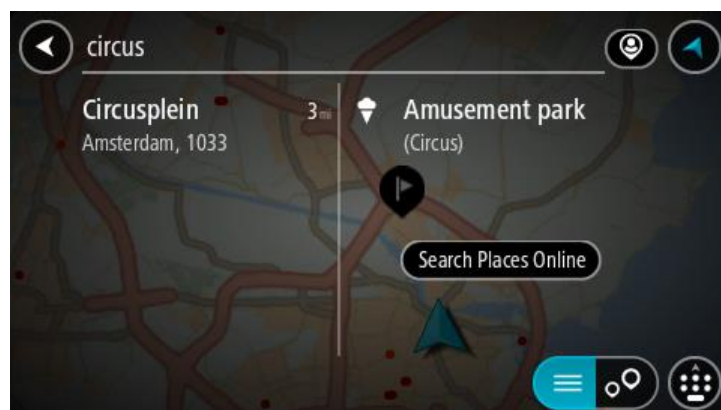 circus
Circusplein 3 mi
Amsterdam, 1033
Amusement park
(Circus)
Search Places Online